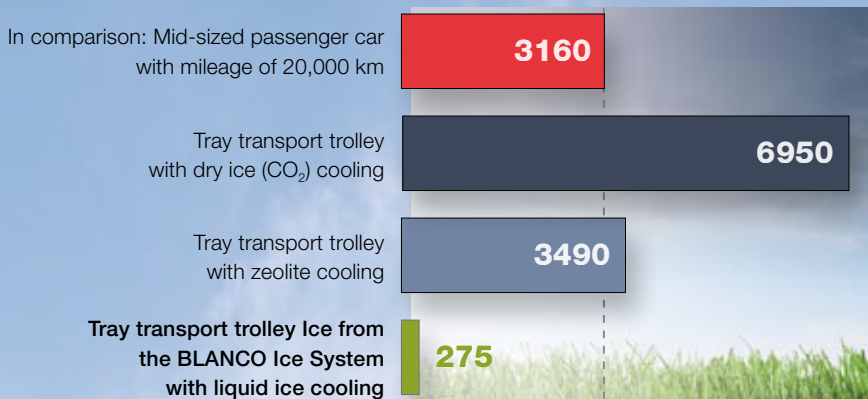 In comparison: Mid-sized passenger car
with mileage of 20,000 km
3160
Tray transport trolley
with dry ice (CO₂) cooling
6950
Tray transport trolley
with zeolite cooling
3490
Tray transport trolley Ice from
the BLANCO Ice System
with liquid ice cooling
275